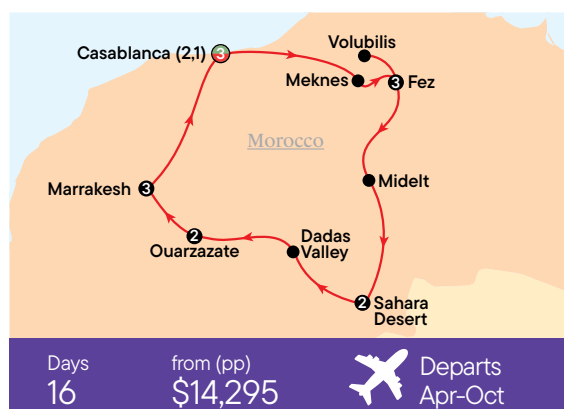 Volubilis
Casablanca (2,1) 3
Meknes
3 Fez
Morocco
Midelt
Marrakesh 3
2
Ouarzazate
Dadas
Valley
2 Sahara
Desert
Days
16
from (pp)
$14,295
Departs
Apr-Oct